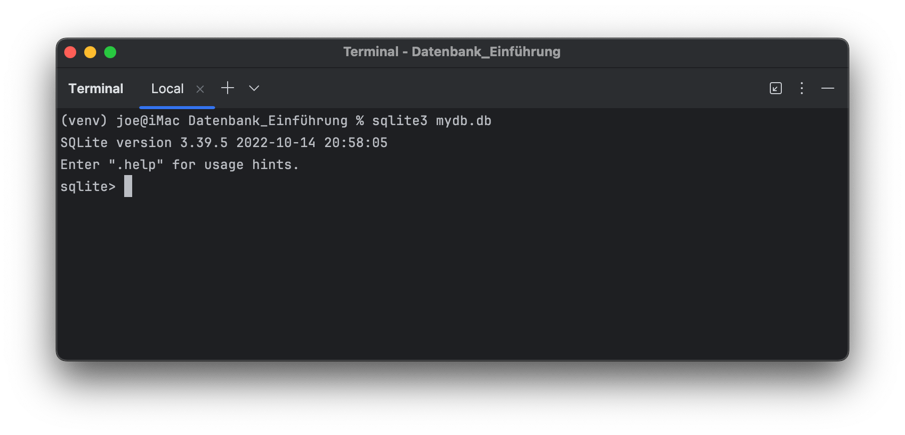 Terminal - Datenbank_Einführung
Terminal Local
(venv) joe@iMac Datenbank_Einführung % sqlite3 mydb.db
SQLite version 3.39.5 2022-10-14 20:58:05
Enter ".help" for usage hints.
sqlite>